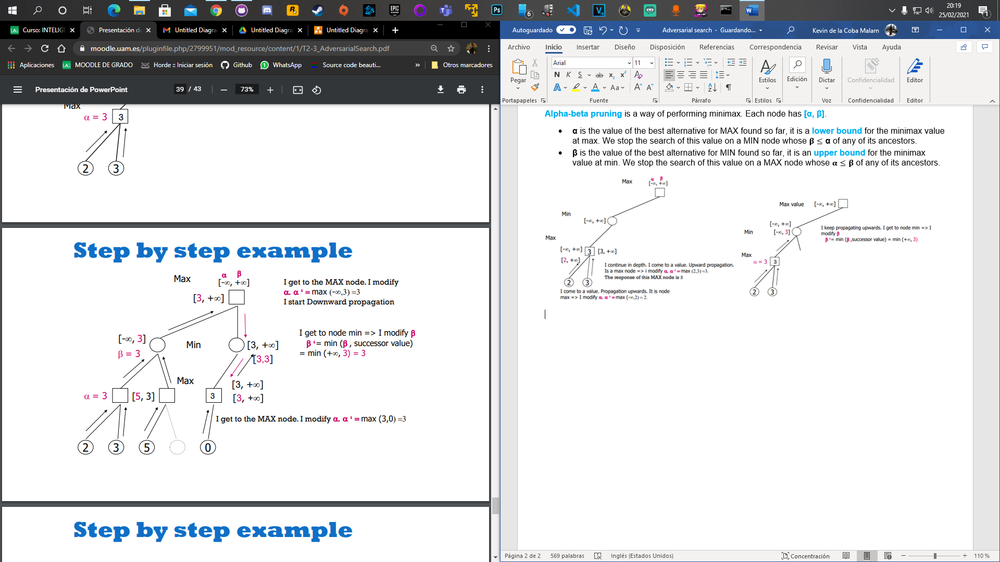 20:19
25/02/2021
Curso: INTELIGE
Presentación de
Untitled Diagra
Untitled Diagra
Untitled Diagra
moodle.uam.es/pluginfile.php/2799951/mod_resource/content/1/T2-3_AdversarialSearch.pdf
Aplicaciones
MOODLE DE GRADO
Horde :: Iniciar sesión
Github
WhatsApp
Source code beauti...
»
Otros marcadores
Presentación de PowerPoint
39 / 43
73%
Max
α = 3
3
2
3
Step by step example
Max
α β
[-∞, +∞]
[3, +∞]
I get to the MAX node. I modify
α. α ‘ = max (-∞,3) =3
I start Downward propagation
[-∞, 3]
β = 3
Min
[3, +∞]
[3,3]
I get to node min => I modify β
β ‘= min (β , successor value)
= min (+∞, 3) = 3
Max
α = 3
[5, 3]
3
[3, +∞]
[3, +∞]
I get to the MAX node. I modify α. α ‘ = max (3,0) =3
2
3
5
0
Step by step example
Autoguardado
Adversarial search - Guardando...
Kevin de la Coba Malam
Archivo
Inicio
Insertar
Diseño
Disposición
Referencias
Correspondencia
Revisar
Vista
Ayuda
Pegar
Portapapeles
Arial
11
N K S ab x₂ x²
Aa
Fuente
Párrafo
Estilos
Estilos
Edición
Dictar
Voz
Confidencialidad
Confidencialidad
Editor
Editor
Alpha-beta pruning is a way of performing minimax. Each node has [α, β].
• α is the value of the best alternative for MAX found so far, it is a lower bound for the minimax value
at max. We stop the search of this value on a MIN node whose β ≤ α of any of its ancestors.
• β is the value of the best alternative for MIN found so far, it is an upper bound for the minimax
value at min. We stop the search of this value on a MAX node whose α ≤ β of any of its ancestors.
Max
α β
[-∞, +∞]
Min
[-∞, +∞]
Max
[-∞, +∞]
3
[3, +∞]
[2, +∞]
I continue in depth. I come to a value. Upward propagation.
Is a max node => i modify α. α ‘ = max (2,3) =3.
The response of this MAX node is 3
2
3
I come to a value. Propagation upwards. It is node
max => I modify α. α ‘ = max (-∞,2) = 2.
Max value
[-∞, +∞]
[-∞, +∞]
Min
[-∞, 3]
I keep propagating upwards. I get to node min => I
modify β
β ‘= min (β ,successor value) = min (+∞, 3)
Max
α = 3
3
2
3
Página 2 de 2
569 palabras
Inglés (Estados Unidos)
Concentración
110 %